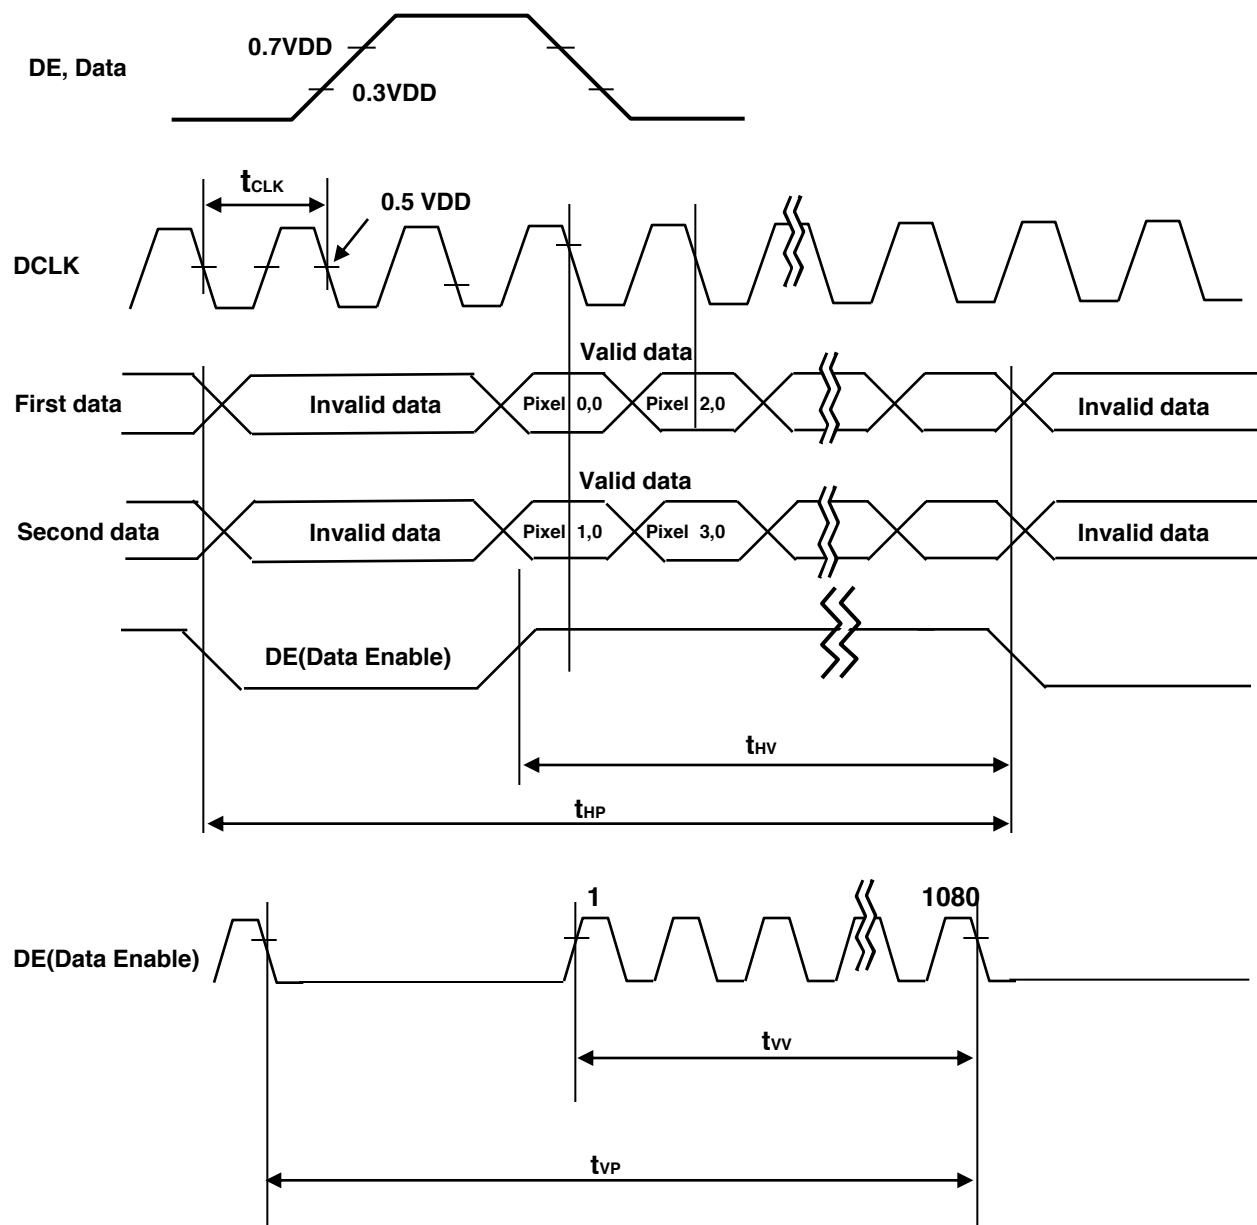 0.7VDD
DE, Data
0.3VDD
tCLK
0.5 VDD
DCLK
Valid data
First data
Invalid data
Pixel 0,0
Pixel 2,0
Invalid data
Valid data
Second data
Invalid data
Pixel 1,0
Pixel 3,0
Invalid data
DE(Data Enable)
tHV
tHP
1
1080
DE(Data Enable)
tVV
tVP